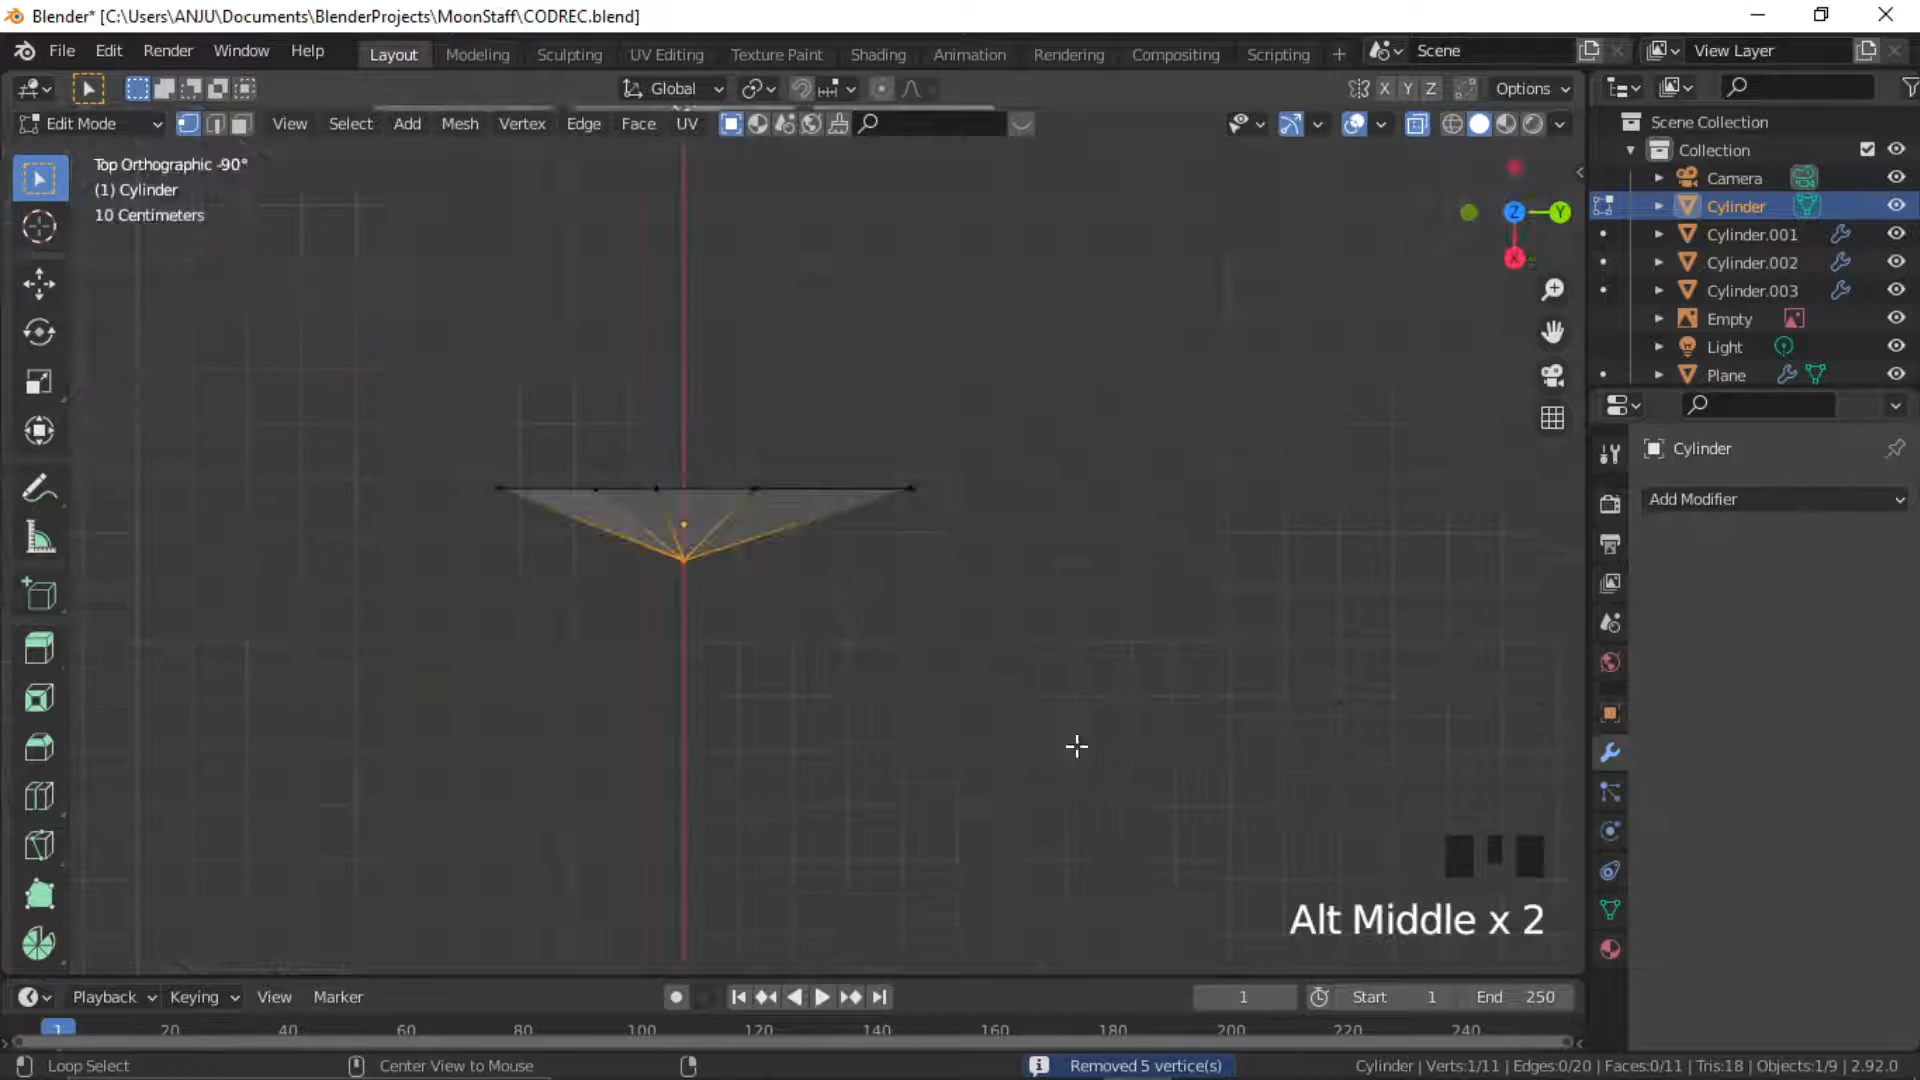 Blender* [C:\Users\ANJU\Documents\BlenderProjects\MoonStaff\CODREC.blend]
File Edit Render Window Help Layout Modeling Sculpting UV Editing Texture Paint Shading Animation Rendering Compositing Scripting + Scene View Layer
Global X Y Z Options
Edit Mode View Select Add Mesh Vertex Edge Face UV
Top Orthographic -90°
(1) Cylinder
10 Centimeters
Z Y
X
Scene Collection
Collection
Camera
Cylinder
Cylinder.001
Cylinder.002
Cylinder.003
Empty
Light
Plane
Cylinder
Add Modifier
Alt Middle x 2
Playback Keying View Marker 1 Start 1 End 250
1 20 40 60 80 100 120 140 160 180 200 220 240
Loop Select Center View to Mouse Removed 5 vertice(s) Cylinder | Verts:1/11 | Edges:0/20 | Faces:0/11 | Tris:18 | Objects:1/9 | 2.92.0